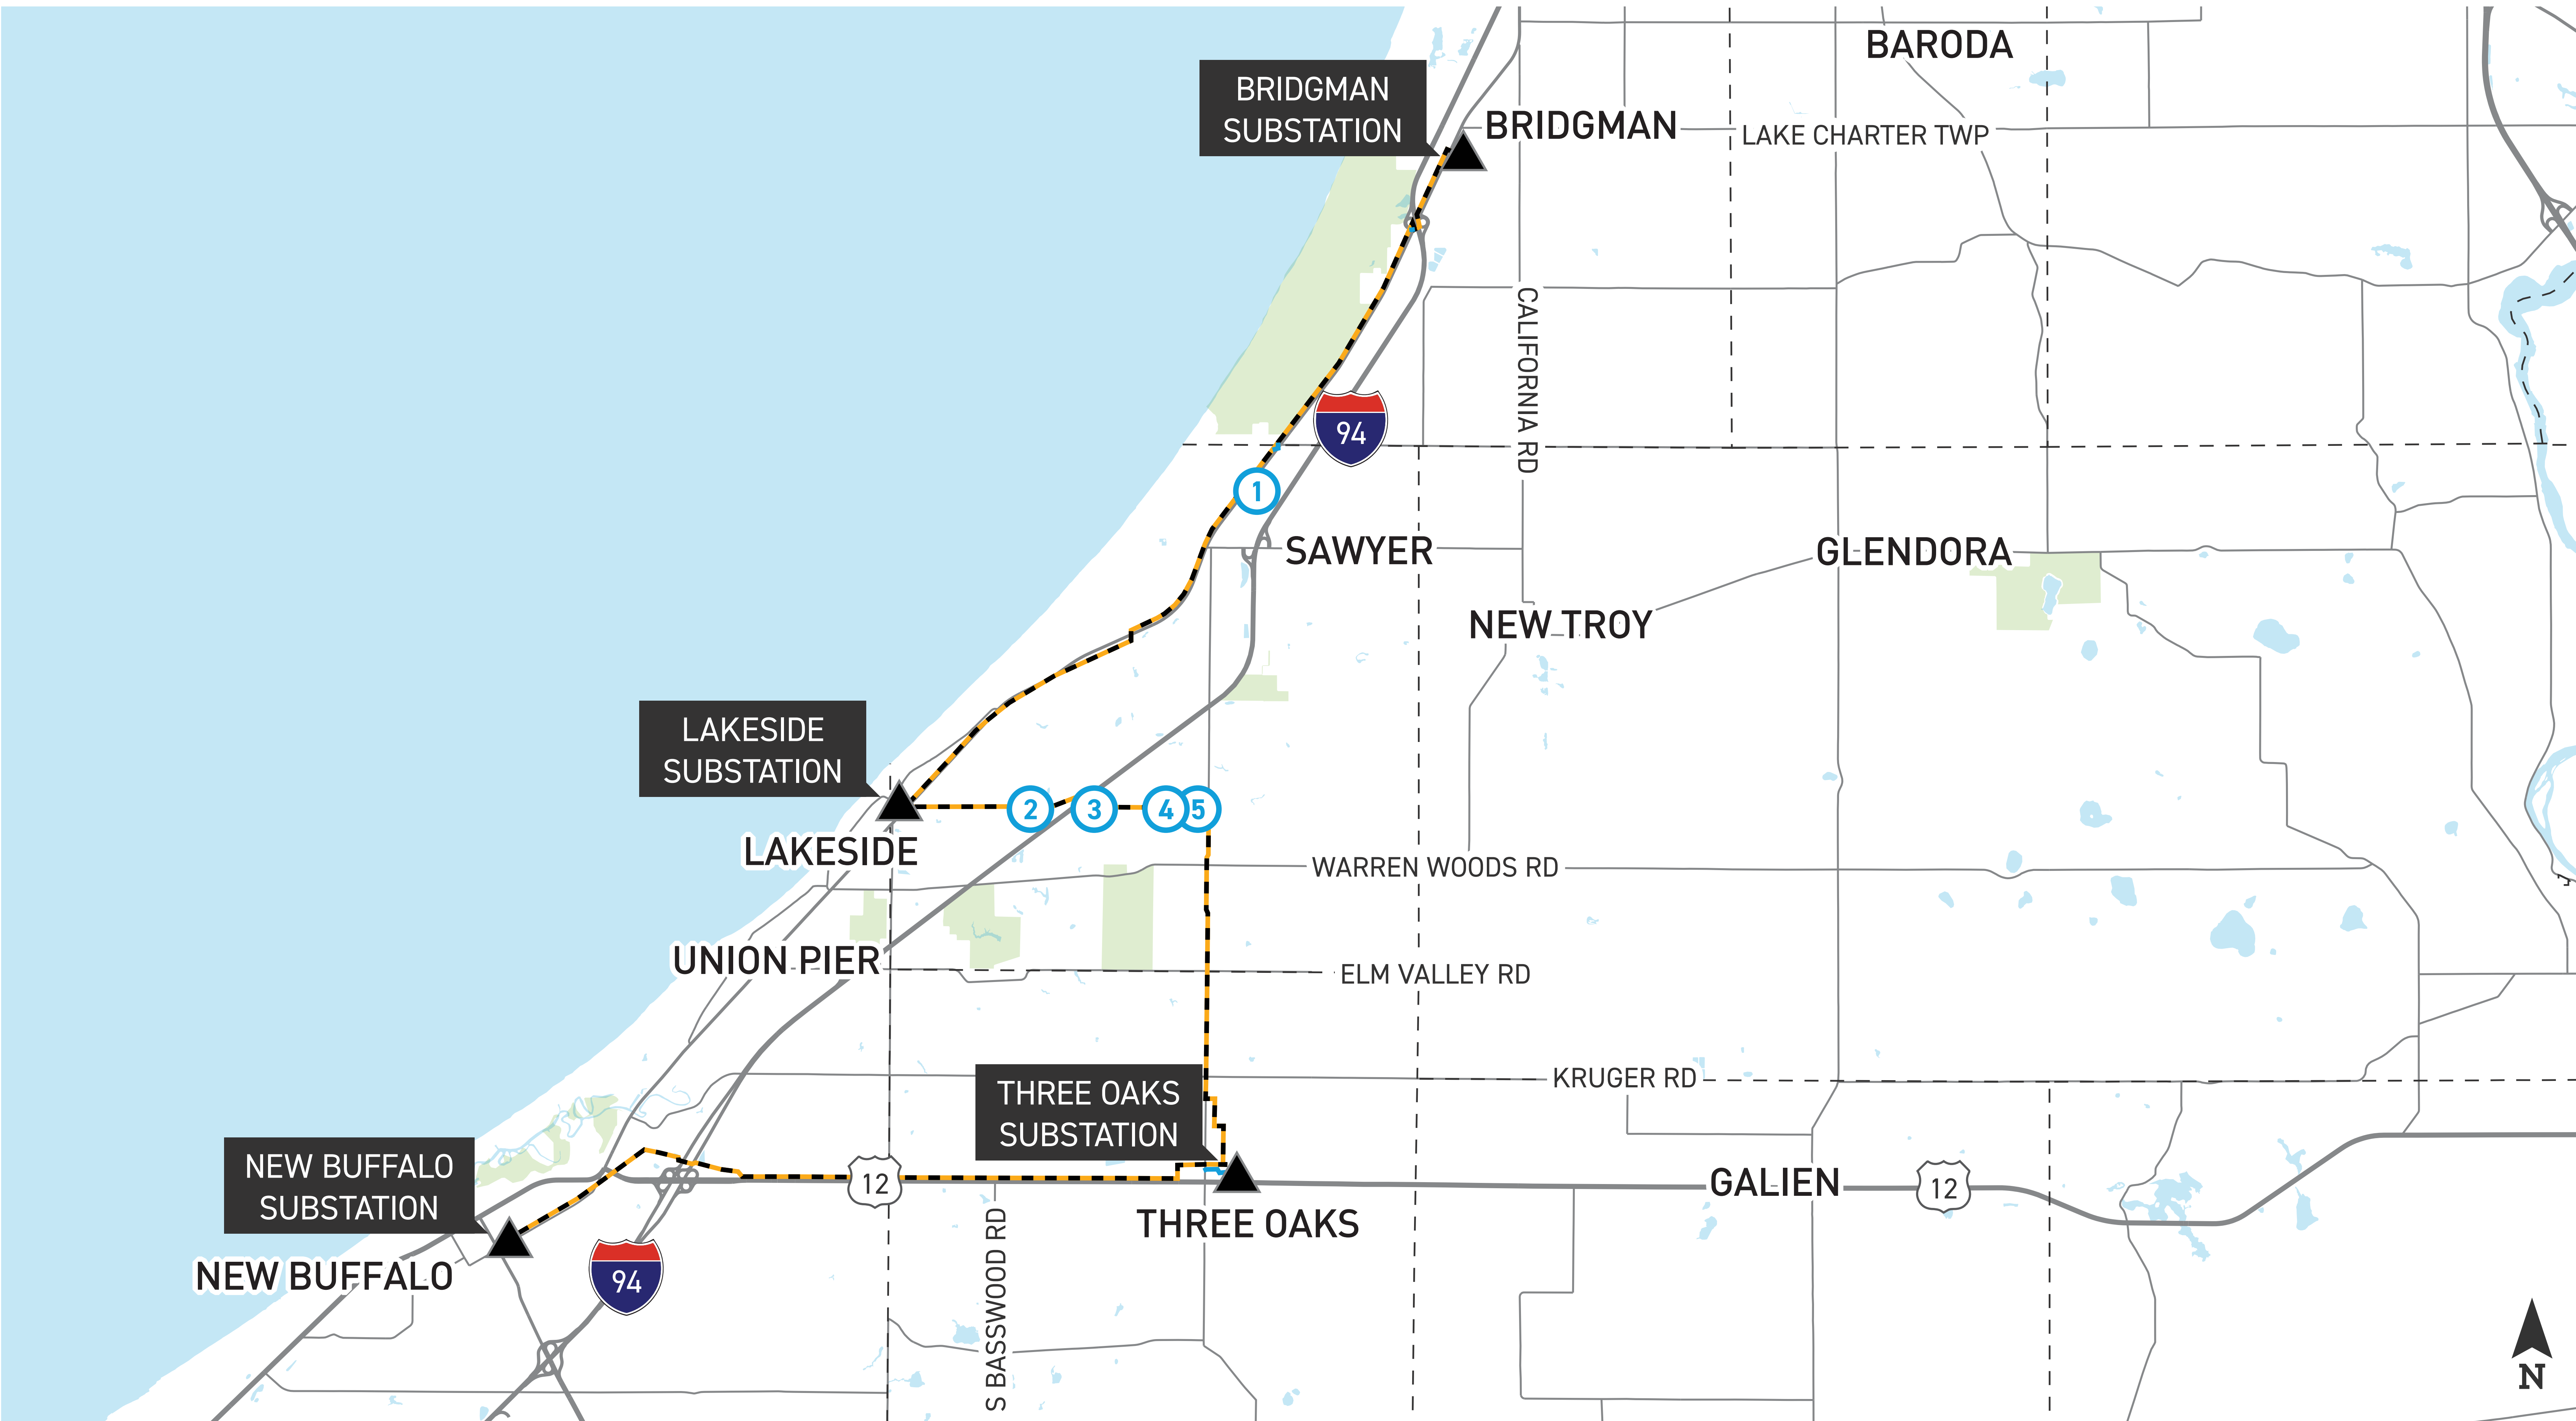 BARODA
BRIDGMAN
SUBSTATION
BRIDGMAN
LAKE CHARTER TWP
CALIFORNIA RD
94
1
SAWYER
GLENDORA
NEW TROY
LAKESIDE
SUBSTATION
2
3
4
5
LAKESIDE
WARREN WOODS RD
UNION PIER
ELM VALLEY RD
KRUGER RD
THREE OAKS
SUBSTATION
NEW BUFFALO
SUBSTATION
12
GALIEN
12
THREE OAKS
S BASSWOOD RD
NEW BUFFALO
94
N